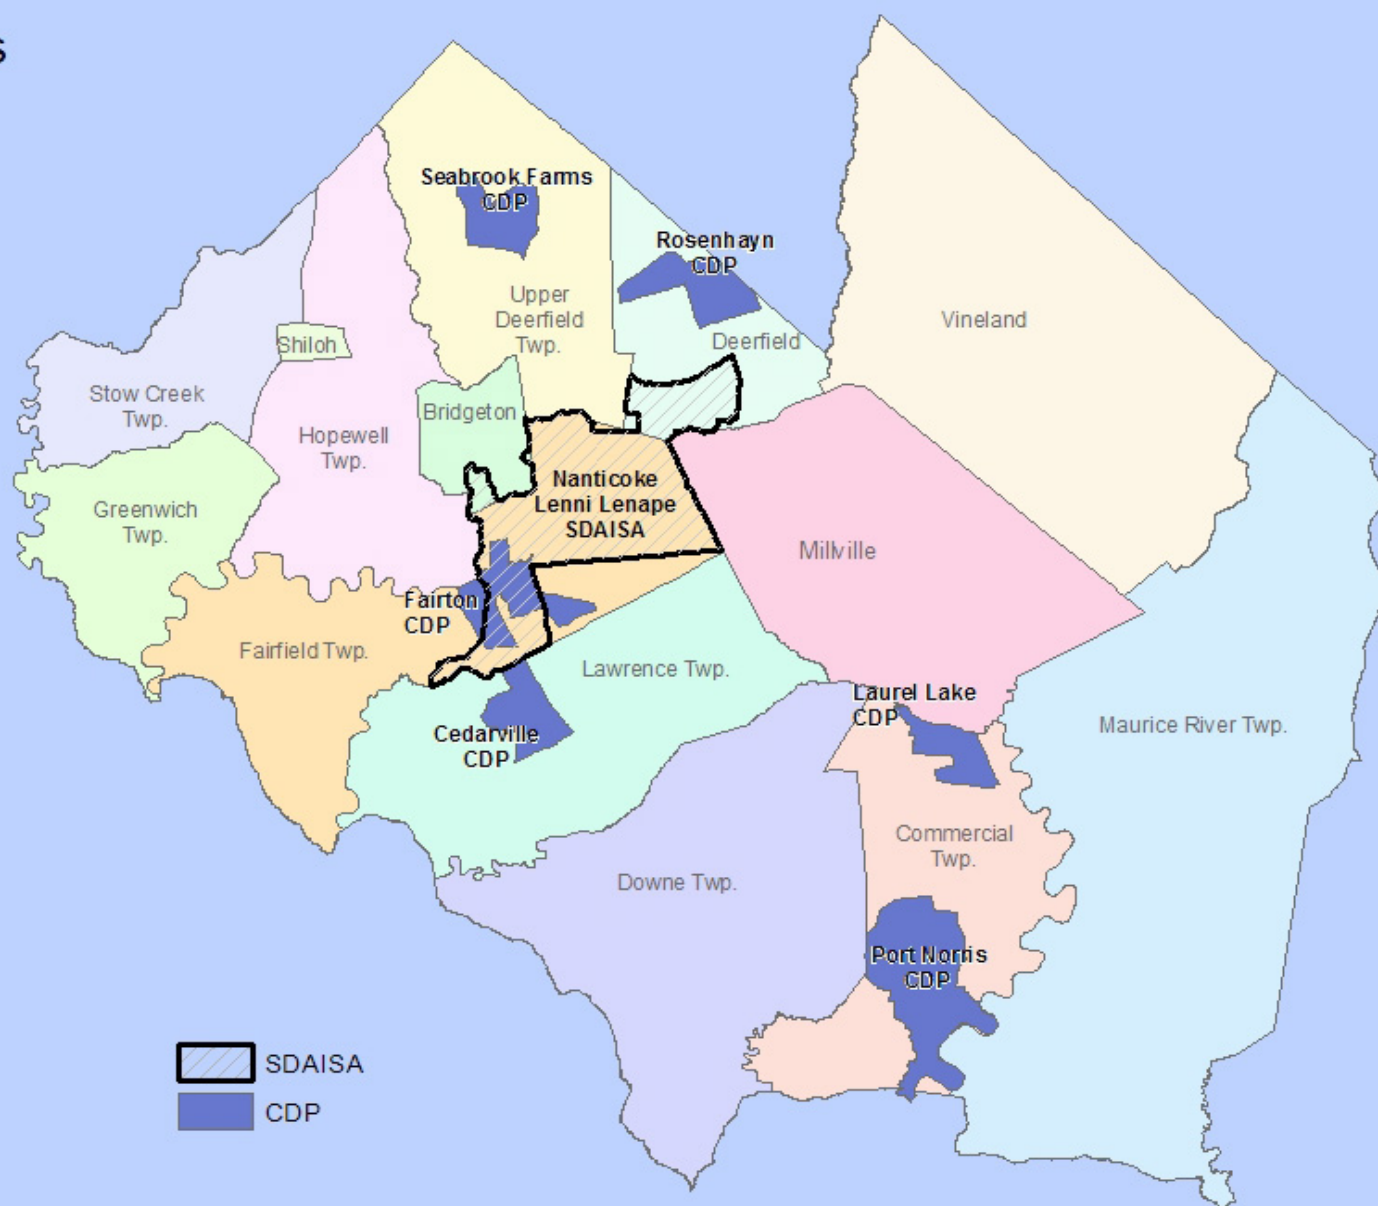 s
Seabrook Farms
CDP
Rosenhayn
CDP
Upper
Deerfield
Twp.
Vineland
Deerfield
Shiloh
Stow Creek
Twp.
Bridgeton
Hopewell
Twp.
Nanticoke
Lenni Lenape
SDAISA
Greenwich
Twp.
Millville
Fairton
CDP
Fairfield Twp.
Lawrence Twp.
Laurel Lake
CDP
Maurice River Twp.
Cedarville
CDP
Commercial
Twp.
Downe Twp.
Port Norris
CDP
SDAISA
CDP